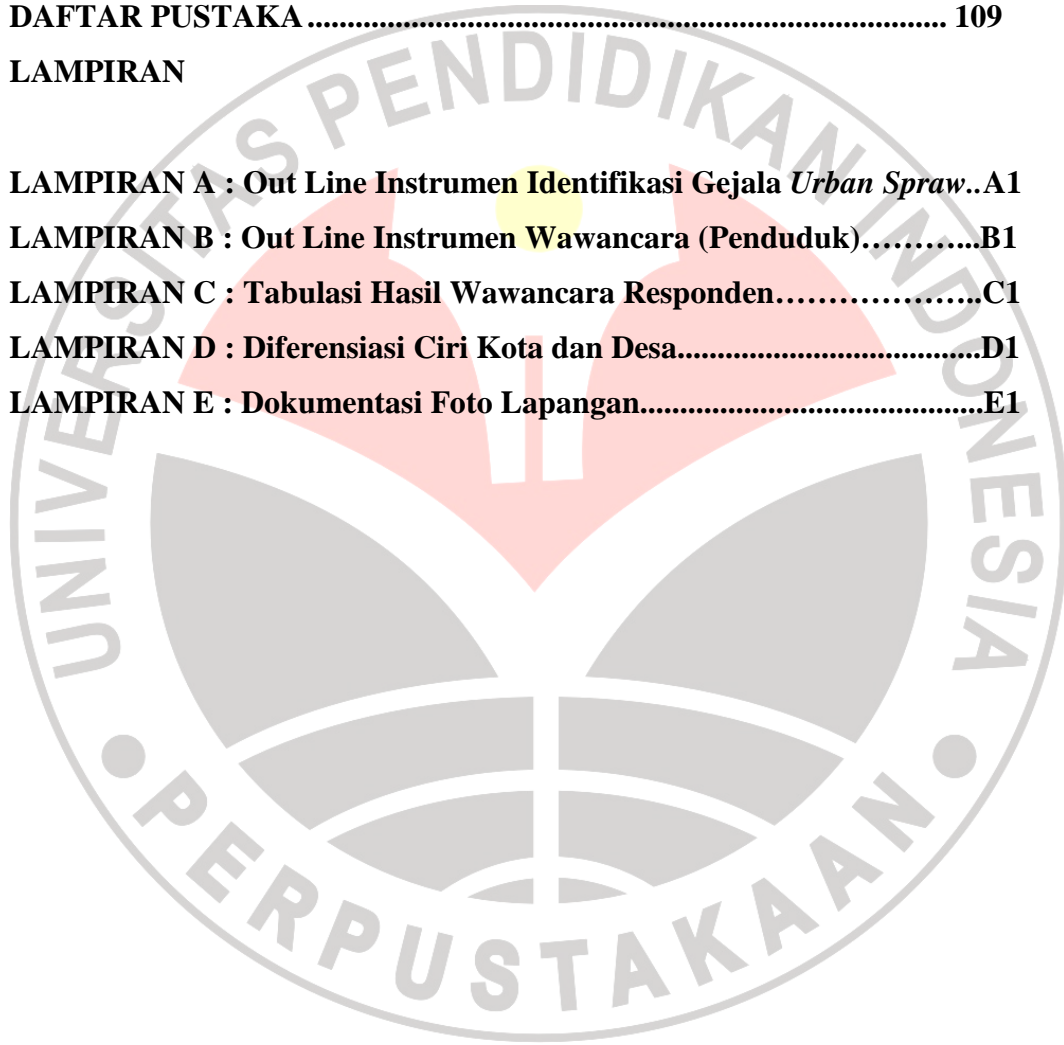 DAFTAR PUSTAKA ................................................................................ 109
LAMPIRAN
LAMPIRAN A : Out Line Instrumen Identifikasi Gejala Urban Spraw..A1
LAMPIRAN B : Out Line Instrumen Wawancara (Penduduk)………...B1
LAMPIRAN C : Tabulasi Hasil Wawancara Responden………………..C1
LAMPIRAN D : Diferensiasi Ciri Kota dan Desa......................................D1
LAMPIRAN E : Dokumentasi Foto Lapangan...........................................E1
UNIVERSITAS PENDIDIKAN INDONESIA
PERPUSTAKAAN